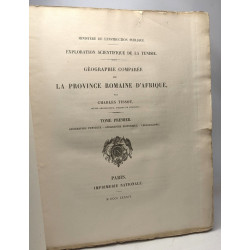 MINISTÈRE DE L'INSTRUCTION PUBLIQUE
EXPLORATION SCIENTIFIQUE DE LA TUNISIE.
GÉOGRAPHIE COMPARÉE
DE
LA PROVINCE ROMAINE D'AFRIQUE,
PAR
CHARLES TISSOT,
TOME PREMIER.
PARIS.
IMPRIMERIE NATIONALE.